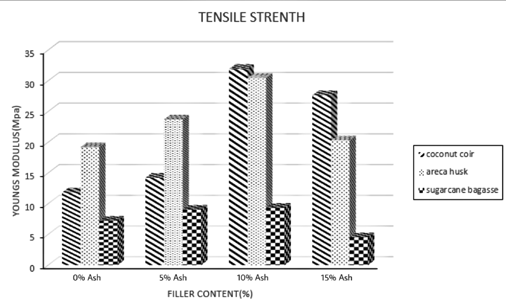 TENSILE STRENTH
YOUNGS MODULUS(Mpa)
35
30
25
20
15
10
5
0
0% Ash 5% Ash 10% Ash 15% Ash
FILLER CONTENT(%)
coconut coir
areca husk
sugarcane bagasse